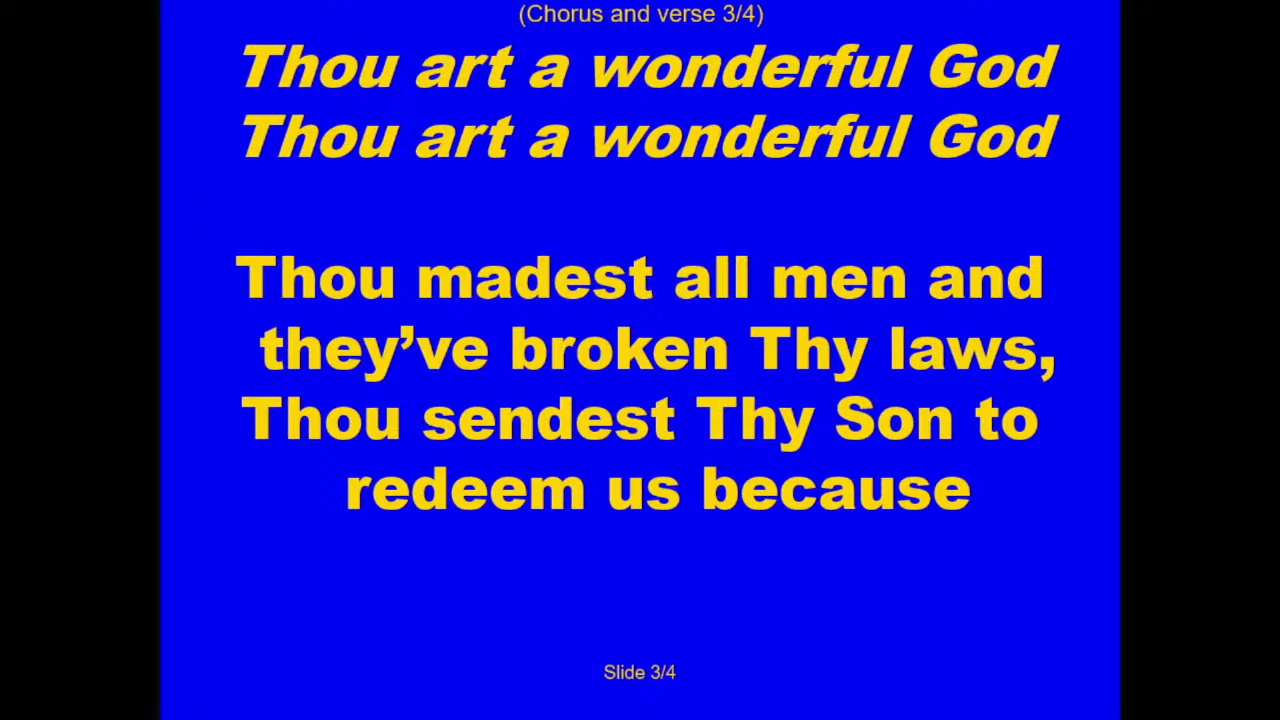 (Chorus and verse 3/4)
Thou art a wonderful God
Thou art a wonderful God
Thou madest all men and
they’ve broken Thy laws,
Thou sendest Thy Son to
redeem us because
Slide 3/4